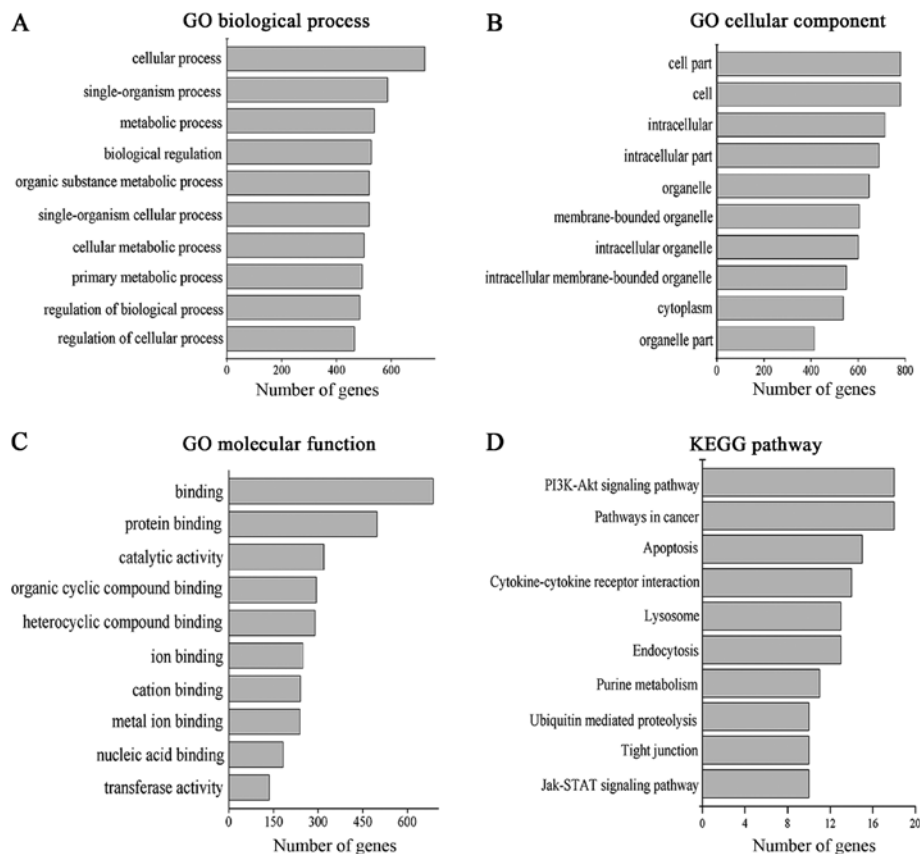 A
GO biological process
cellular process
single-organism process
metabolic process
biological regulation
organic substance metabolic process
single-organism cellular process
cellular metabolic process
primary metabolic process
regulation of biological process
regulation of cellular process
0 200 400 600
Number of genes
B
GO cellular component
cell part
cell
intracellular
intracellular part
organelle
membrane-bounded organelle
intracellular organelle
intracellular membrane-bounded organelle
cytoplasm
organelle part
0 200 400 600 800
Number of genes
C
GO molecular function
binding
protein binding
catalytic activity
organic cyclic compound binding
heterocyclic compound binding
ion binding
cation binding
metal ion binding
nucleic acid binding
transferase activity
0 150 300 450 600
Number of genes
D
KEGG pathway
PI3K-Akt signaling pathway
Pathways in cancer
Apoptosis
Cytokine-cytokine receptor interaction
Lysosome
Endocytosis
Purine metabolism
Ubiquitin mediated proteolysis
Tight junction
Jak-STAT signaling pathway
0 4 8 12 16 20
Number of genes